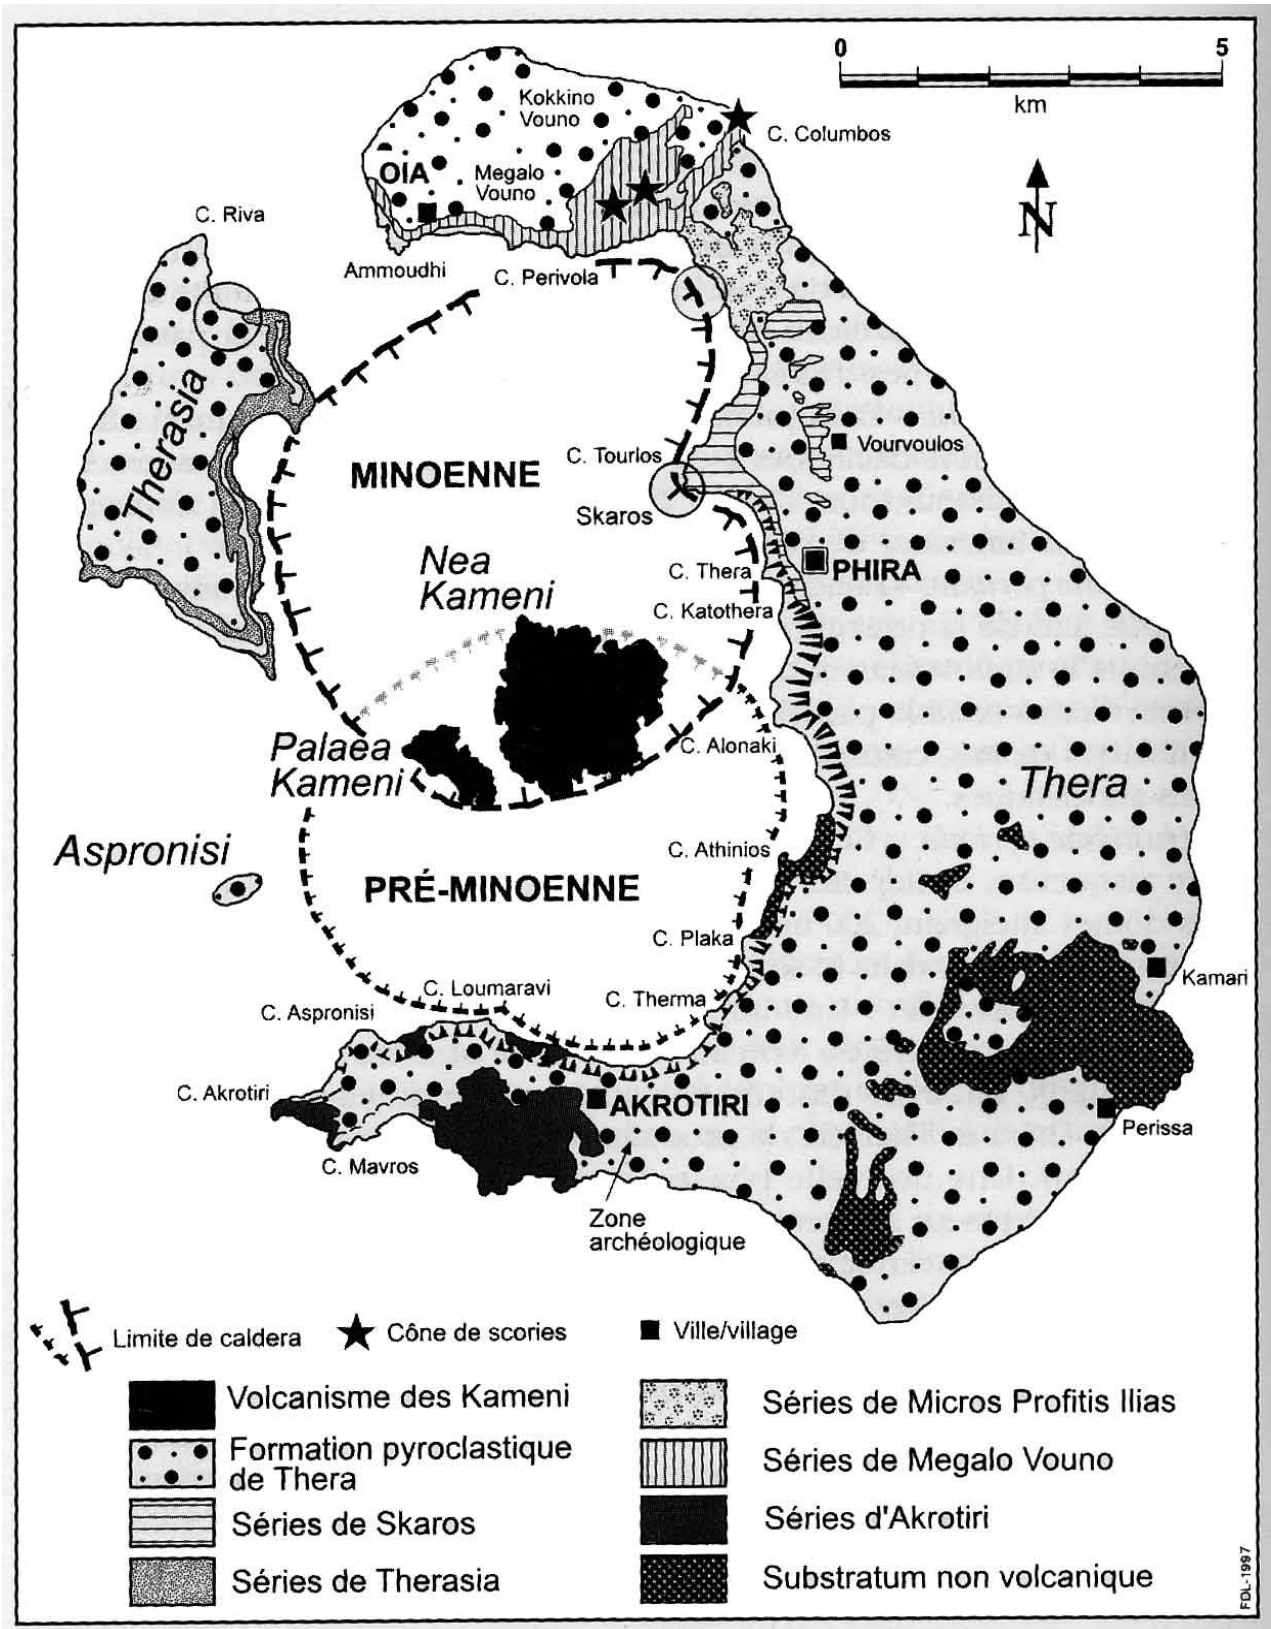 0
5
km
Kokkino
Vouno
C. Columbos
OÍA
Megalo
Vouno
N
C. Riva
Ammoudhi
C. Perivola
Therasia
C. Tourlos
Vourvoulos
MINOENNE
Skaros
Nea
Kameni
C. Thera
PHIRA
C. Katothera
Palaea
Kameni
C. Alonaki
Thera
Aspronisi
C. Athinios
PRÉ-MINOENNE
C. Plaka
Kamari
C. Loumaravi
C. Therma
C. Aspronisi
C. Akrotiri
AKROTIRI
Perissa
C. Mavros
Zone
archéologique
Limite de caldera
Cône de scories
Ville/village
Volcanisme des Kameni
Formation pyroclastique
de Thera
Séries de Skaros
Séries de Therasia
Séries de Micros Profitis Ilias
Séries de Megalo Vouno
Séries d'Akrotiri
Substratum non volcanique
FDL-1997